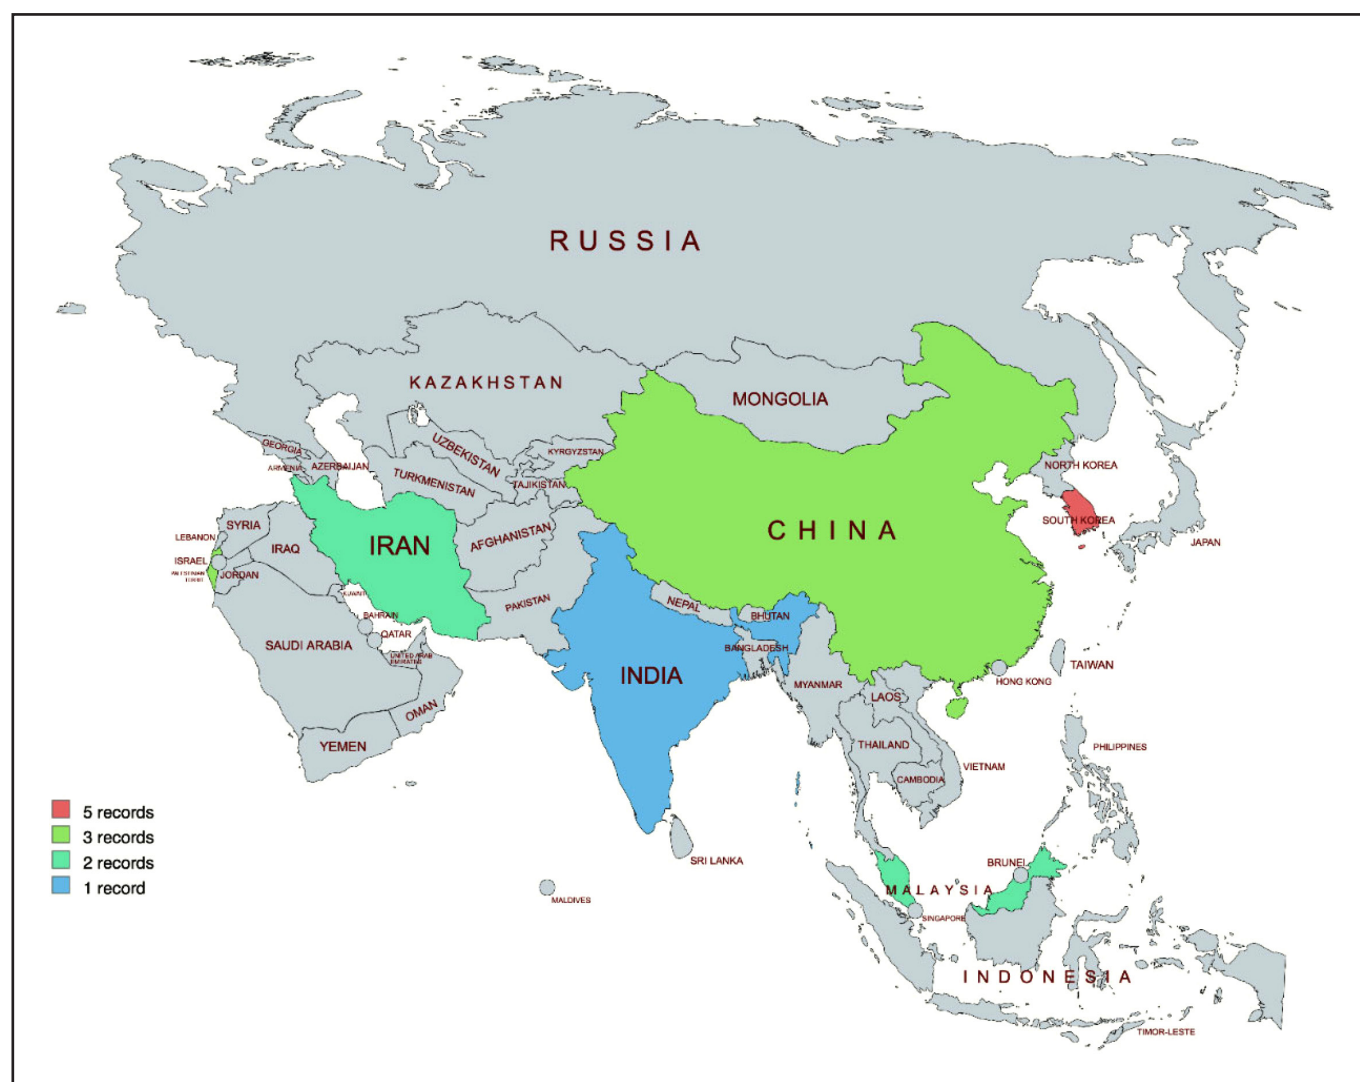 RUSSIA
KAZAKHSTAN
MONGOLIA
GEORGIA
ARMENIA
AZERBAIJAN
UZBEKISTAN
KYRGYZSTAN
TURKMENISTAN
TAJIKISTAN
NORTH KOREA
SOUTH KOREA
JAPAN
CHINA
SYRIA
LEBANON
IRAQ
IRAN
AFGHANISTAN
ISRAEL
JORDAN
KUWAIT
PAKISTAN
NEPAL
BHUTAN
BAHRAIN
QATAR
SAUDI ARABIA
UNITED ARAB
EMIRATES
BANGLADESH
INDIA
MYANMAR
LAOS
HONG KONG
TAIWAN
OMAN
YEMEN
THAILAND
VIETNAM
CAMBODIA
PHILIPPINES
5 records
3 records
2 records
1 record
SRI LANKA
MALDIVES
BRUNEI
MALAYSIA
SINGAPORE
INDONESIA
TIMOR-LESTE